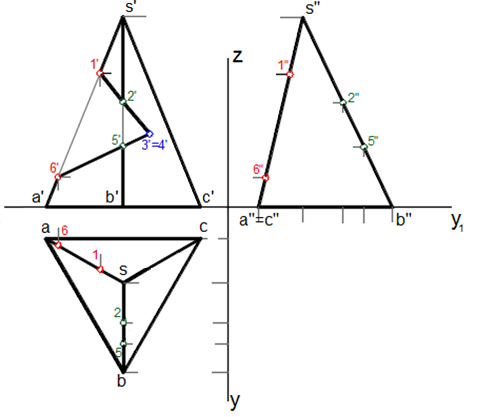 s' s"
z
1' 1"
2' 2"
5' 3'=4' 5"
6' 6"
a' b' c' a"=c" b" y₁
a 6 c
1 s
2
5
b
y